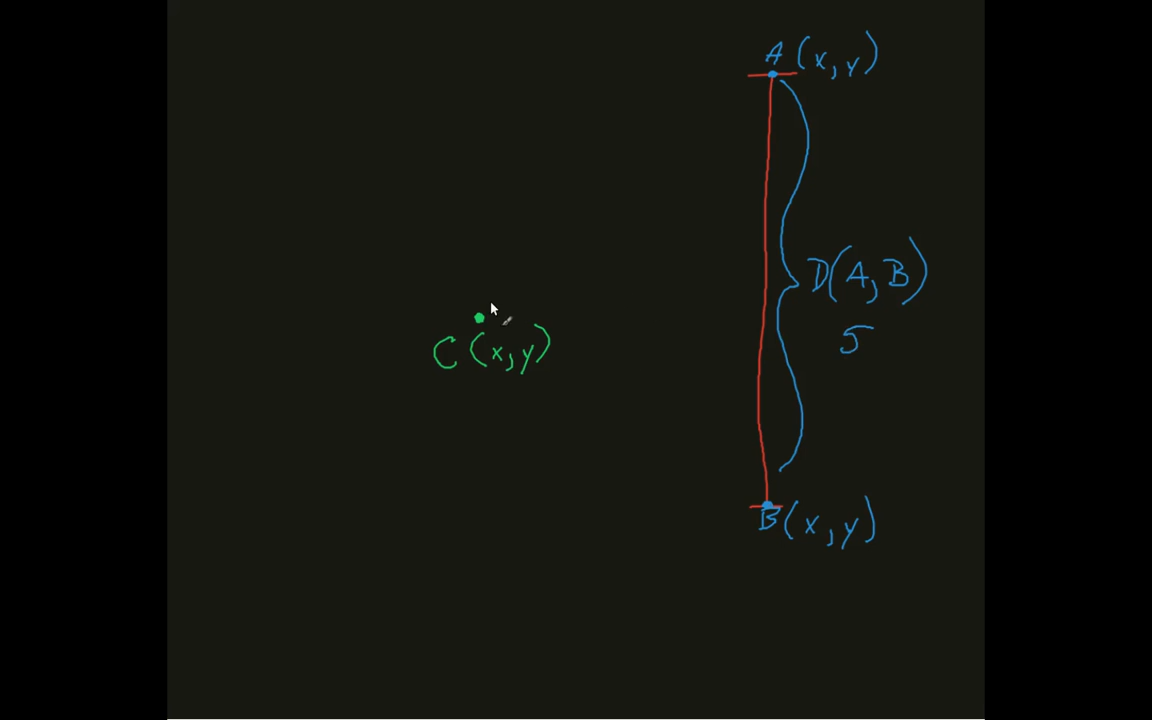 A (x, y)
D(A, B)
5
C (x, y)
B (x, y)